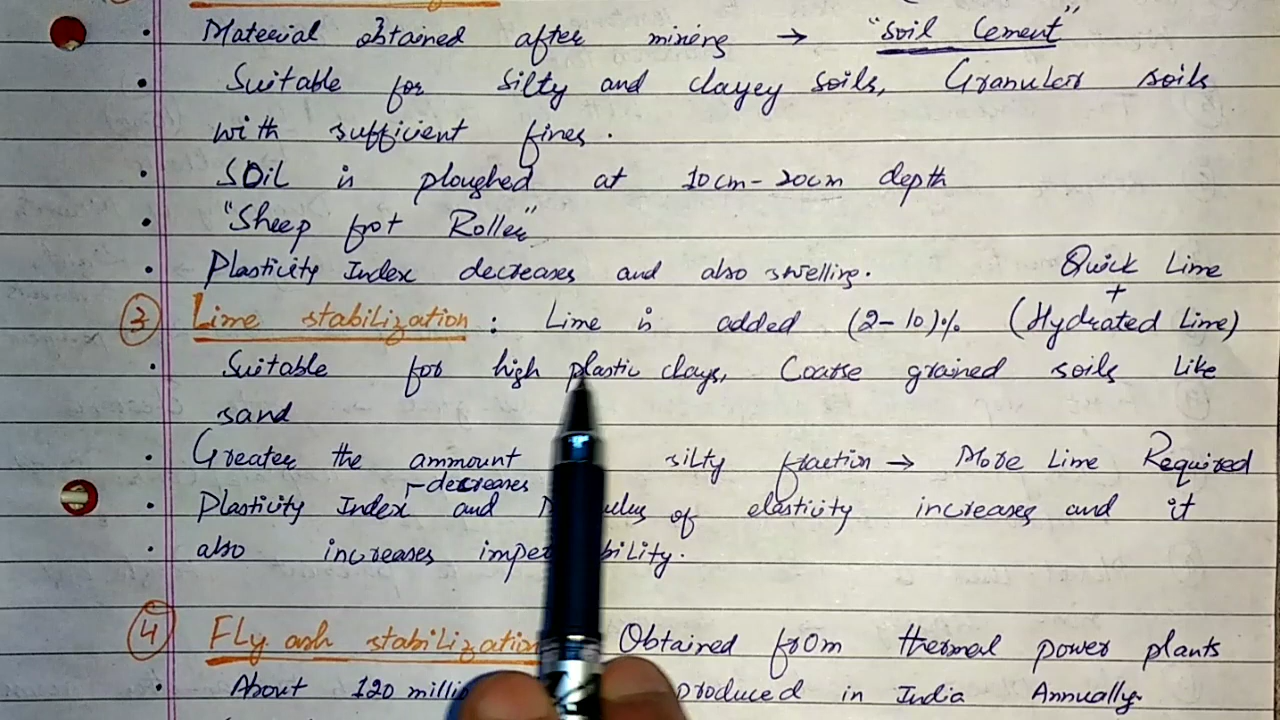 • Material obtained after mixing → "Soil Cement"
• Suitable for silty and clayey soils, Granular soils
with sufficient fines.
• SOil is ploughed at 10cm-20cm depth
• "Sheep fot Roller"
• Plasticity Index decreases and also swelling.
Quick Lime
+
③ Lime stabilization : Lime is added (2-10)% (Hydrated Lime)
• Suitable for high plastic clays, Coarse grained soils like
sand
• Greater the ammount silty fraction → More Lime Required
decreases
• Plasticity Index and of elasticity increases and it
• also increases
④ Fly ash stabilization Obtained from thermal power plants
• About 120 produced in India Annually